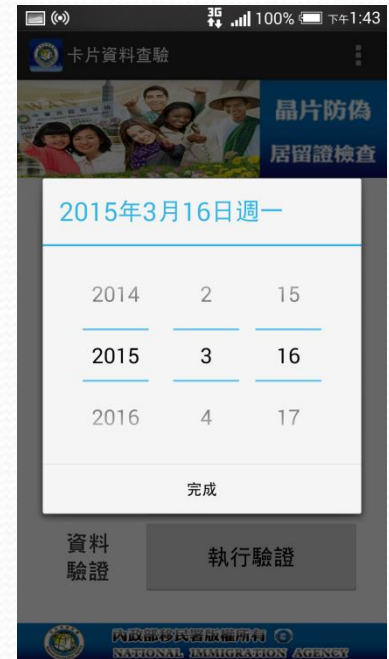 3G 100% 下午1:43
卡片資料查驗
晶片防偽
居留證檢查
2015年3月16日週一
2014 2 15
2015 3 16
2016 4 17
完成
資料
驗證
執行驗證
內政部移民署版權所有 ©
NATIONAL IMMIGRATION AGENCY